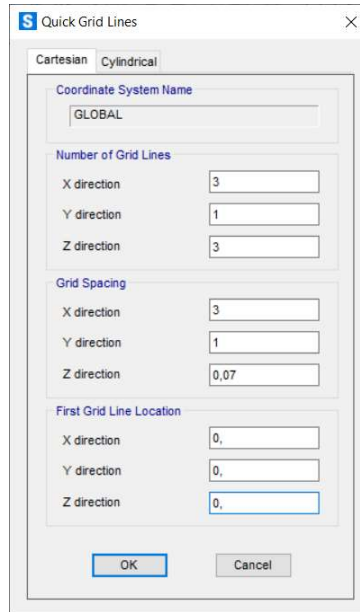 S Quick Grid Lines
Cartesian Cylindrical
Coordinate System Name
GLOBAL
Number of Grid Lines
X direction 3
Y direction 1
Z direction 3
Grid Spacing
X direction 3
Y direction 1
Z direction 0,07
First Grid Line Location
X direction 0,
Y direction 0,
Z direction 0,
OK Cancel